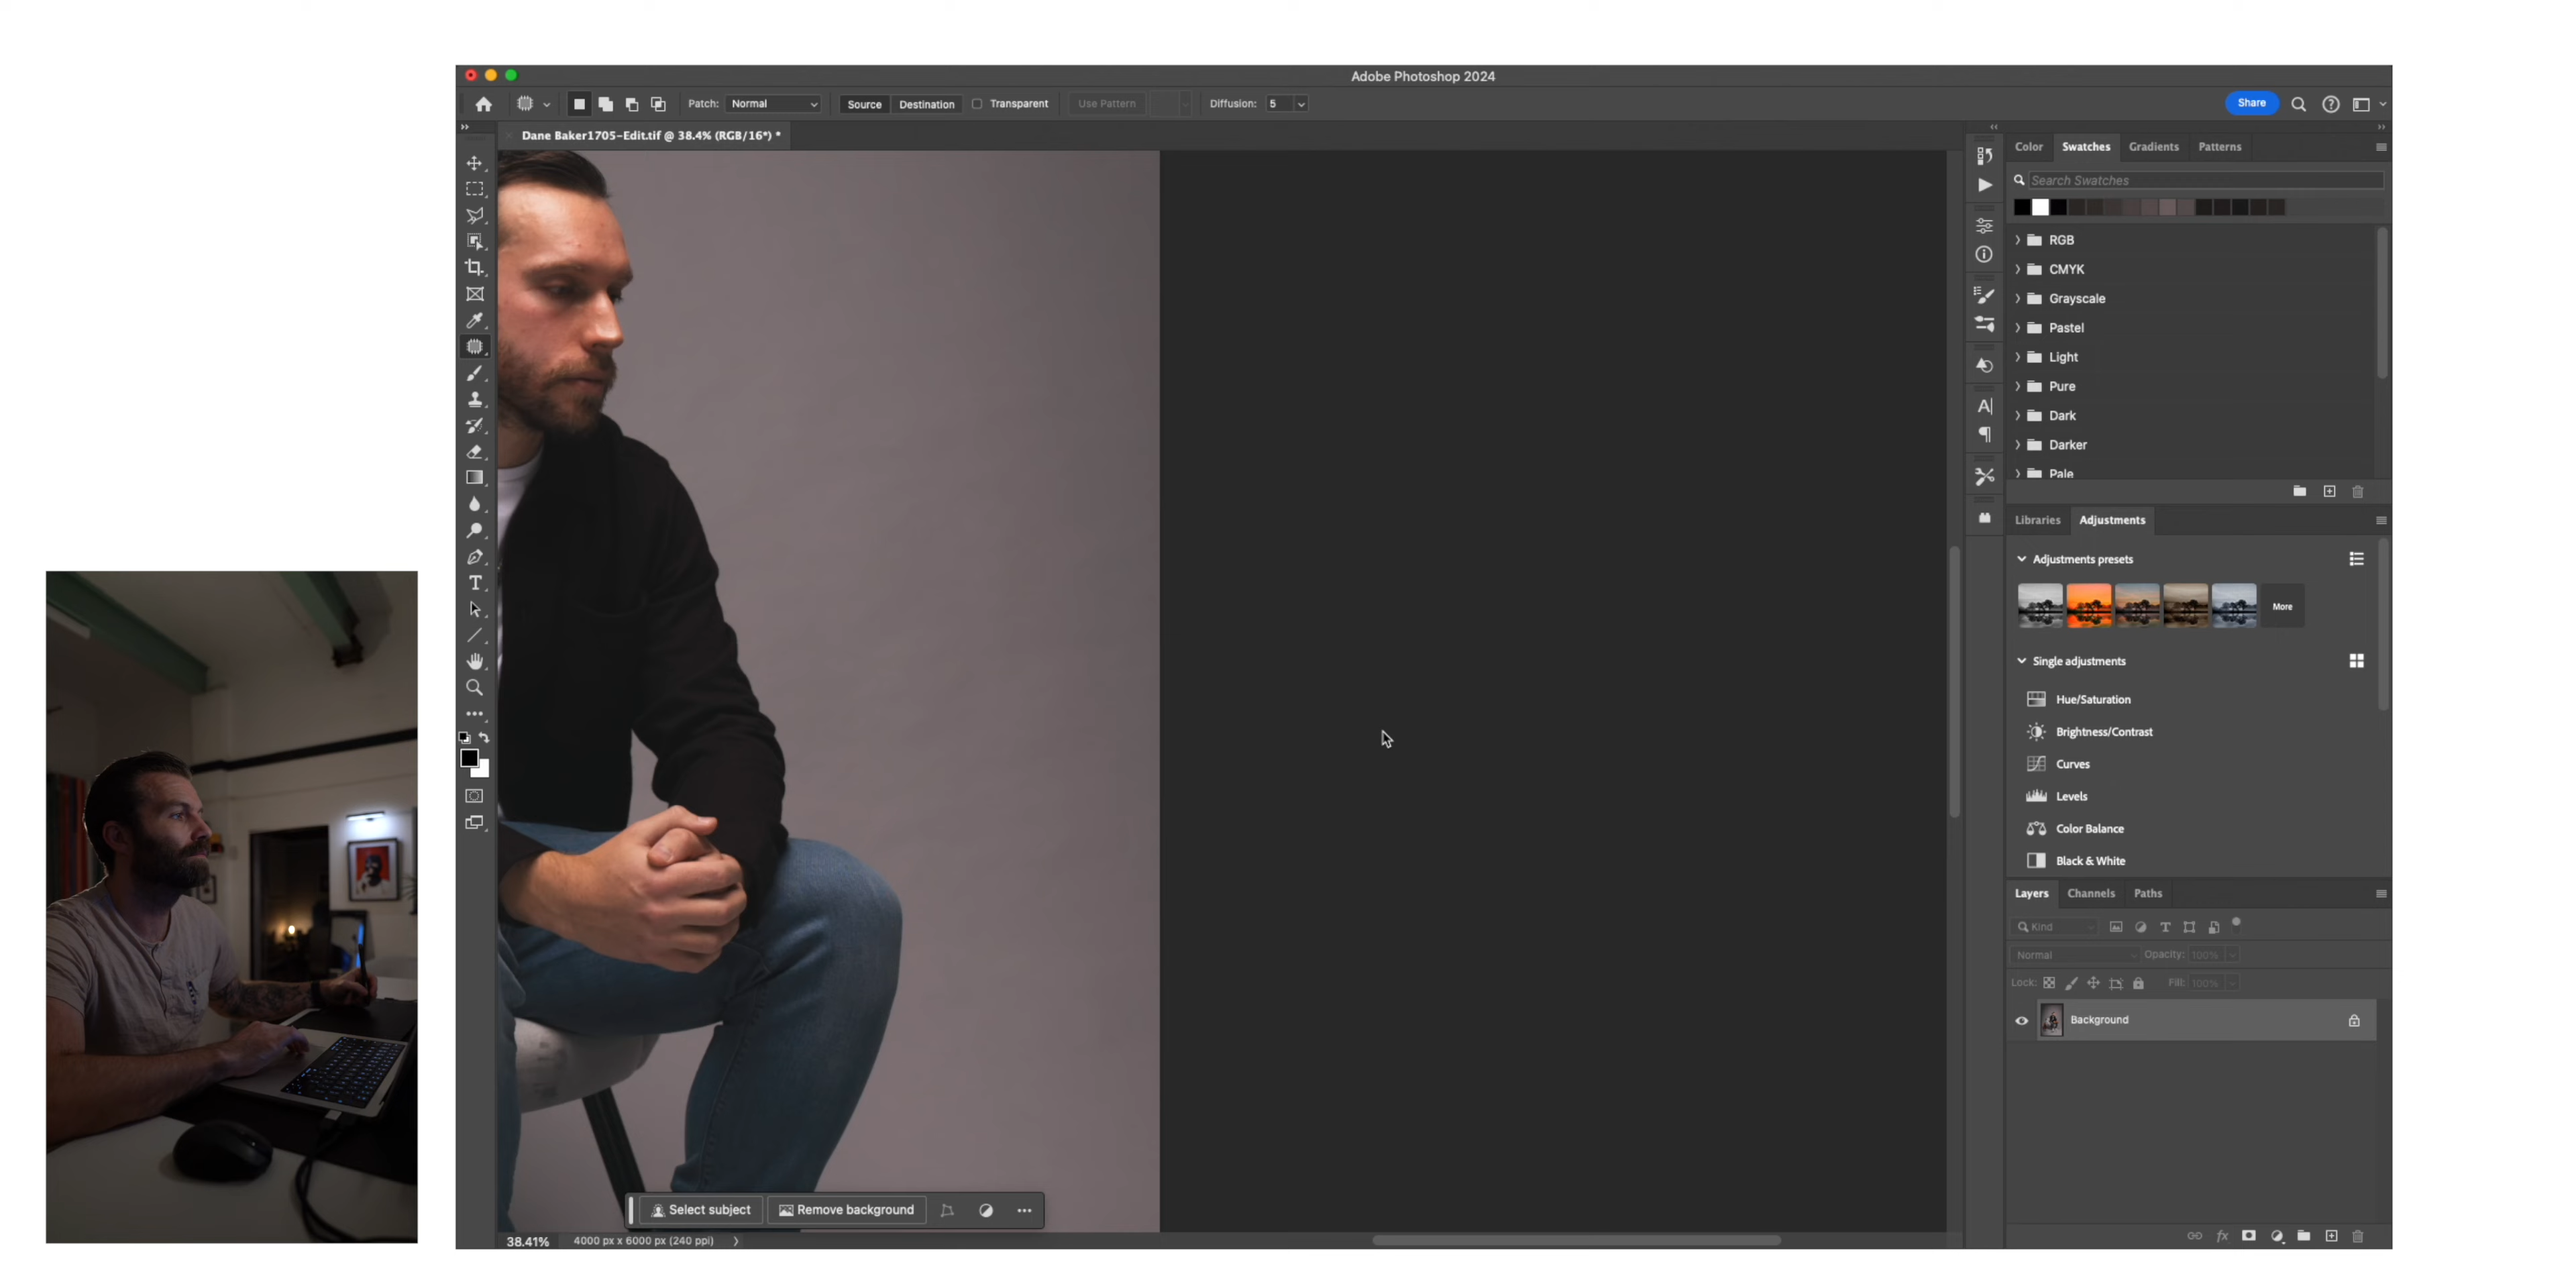 Adobe Photoshop 2024
Patch: Normal Source Destination Transparent Use Pattern Diffusion: 5 Share
Dane Baker1705-Edit.tif @ 38.4% (RGB/16*) *
Color Swatches Gradients Patterns
Search Swatches
RGB
CMYK
Grayscale
Pastel
Light
Pure
Dark
Darker
Pale
Libraries Adjustments
Adjustments presets
More
Single adjustments
Hue/Saturation
Brightness/Contrast
Curves
Levels
Color Balance
Black & White
Layers Channels Paths
Kind
Normal Opacity: 100%
Lock: Fill: 100%
Background
Select subject Remove background
38.41% 4000 px x 6000 px (240 ppi)